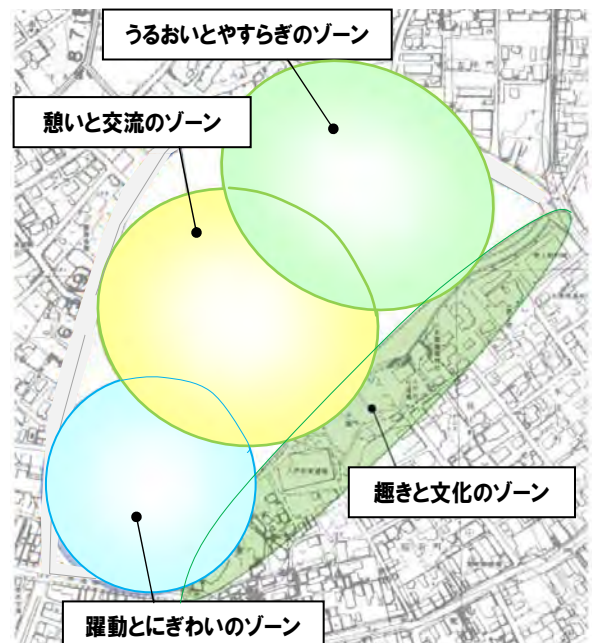 うるおいとやすらぎのゾーン
憩いと交流のゾーン
趣きと文化のゾーン
躍動とにぎわいのゾーン